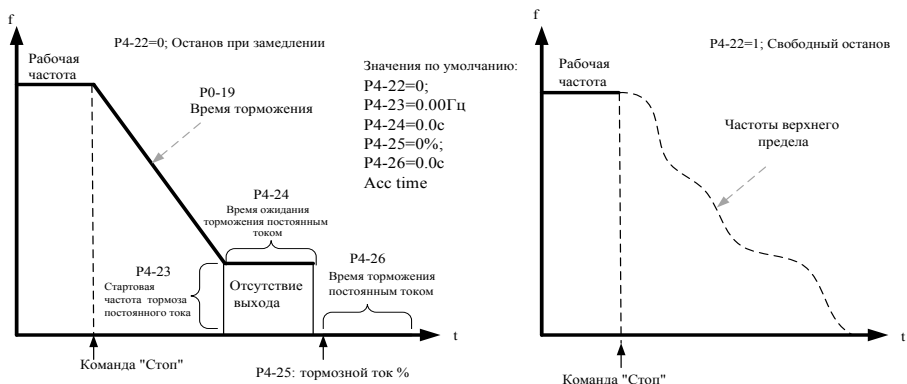 f
P4-22=0; Останов при замедлении
Рабочая
частота
P0-19
Время торможения
Значения по умолчанию:
P4-22=0;
P4-23=0.00Гц
P4-24=0.0с
P4-25=0%;
P4-26=0.0с
Acc time
P4-24
Время ожидания
торможения постоянным
током
P4-23
Стартовая
частота тормоза
постоянного тока
Отсутствие
выхода
P4-26
Время торможения
постоянным током
t
Команда "Стоп"
P4-25: тормозной ток %
f
P4-22=1; Свободный останов
Рабочая
частота
Частоты верхнего
предела
t
Команда "Стоп"